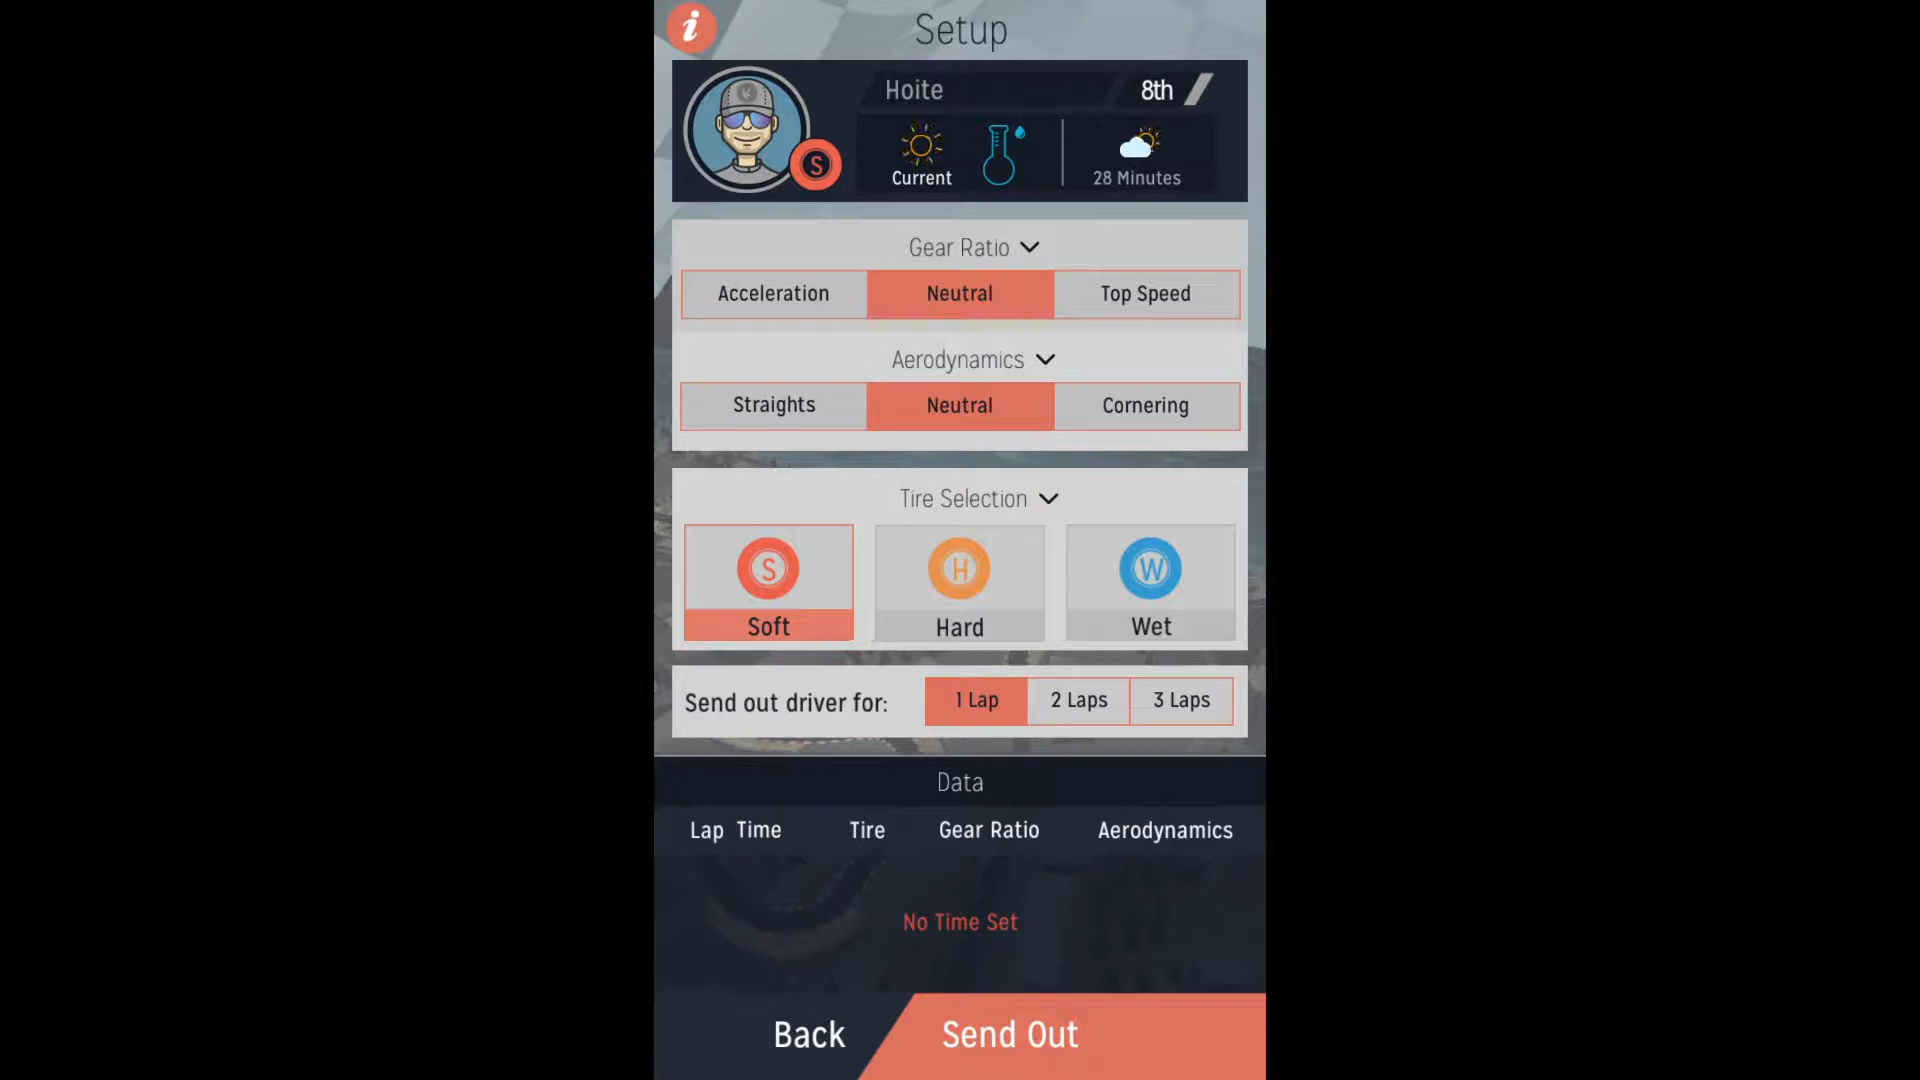 i
Setup
Hoite 8th
S
Current 28 Minutes
Gear Ratio
Acceleration Neutral Top Speed
Aerodynamics
Straights Neutral Cornering
Tire Selection
S H W
Soft Hard Wet
Send out driver for: 1 Lap 2 Laps 3 Laps
Data
Lap Time Tire Gear Ratio Aerodynamics
No Time Set
Back Send Out